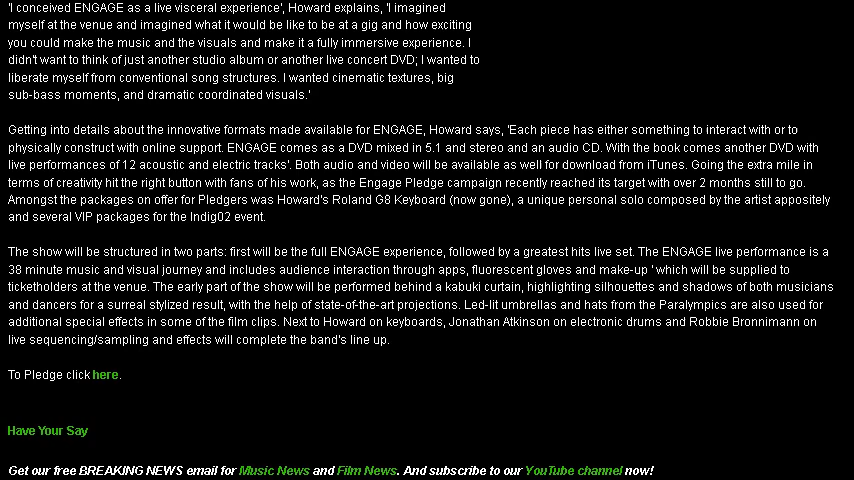 'I conceived ENGAGE as a live visceral experience', Howard explains, 'I imagined
myself at the venue and imagined what it would be like to be at a gig and how exciting
you could make the music and the visuals and make it a fully immersive experience. I
didn't want to think of just another studio album or another live concert DVD; I wanted to
liberate myself from conventional song structures. I wanted cinematic textures, big
sub-bass moments, and dramatic coordinated visuals.'
Getting into details about the innovative formats made available for ENGAGE, Howard says, 'Each piece has either something to interact with or to
physically construct with online support. ENGAGE comes as a DVD mixed in 5.1 and stereo and an audio CD. With the book comes another DVD with
live performances of 12 acoustic and electric tracks'. Both audio and video will be available as well for download from iTunes. Going the extra mile in
terms of creativity hit the right button with fans of his work, as the Engage Pledge campaign recently reached its target with over 2 months still to go.
Amongst the packages on offer for Pledgers was Howard's Roland G8 Keyboard (now gone), a unique personal solo composed by the artist appositely
and several VIP packages for the Indig02 event.
The show will be structured in two parts: first will be the full ENGAGE experience, followed by a greatest hits live set. The ENGAGE live performance is a
38 minute music and visual journey and includes audience interaction through apps, fluorescent gloves and make-up ' which will be supplied to
ticketholders at the venue. The early part of the show will be performed behind a kabuki curtain, highlighting silhouettes and shadows of both musicians
and dancers for a surreal stylized result, with the help of state-of-the-art projections. Led-lit umbrellas and hats from the Paralympics are also used for
additional special effects in some of the film clips. Next to Howard on keyboards, Jonathan Atkinson on electronic drums and Robbie Bronnimann on
live sequencing/sampling and effects will complete the band's line up.
To Pledge click here.
Have Your Say
Get our free BREAKING NEWS email for Music News and Film News. And subscribe to our YouTube channel now!